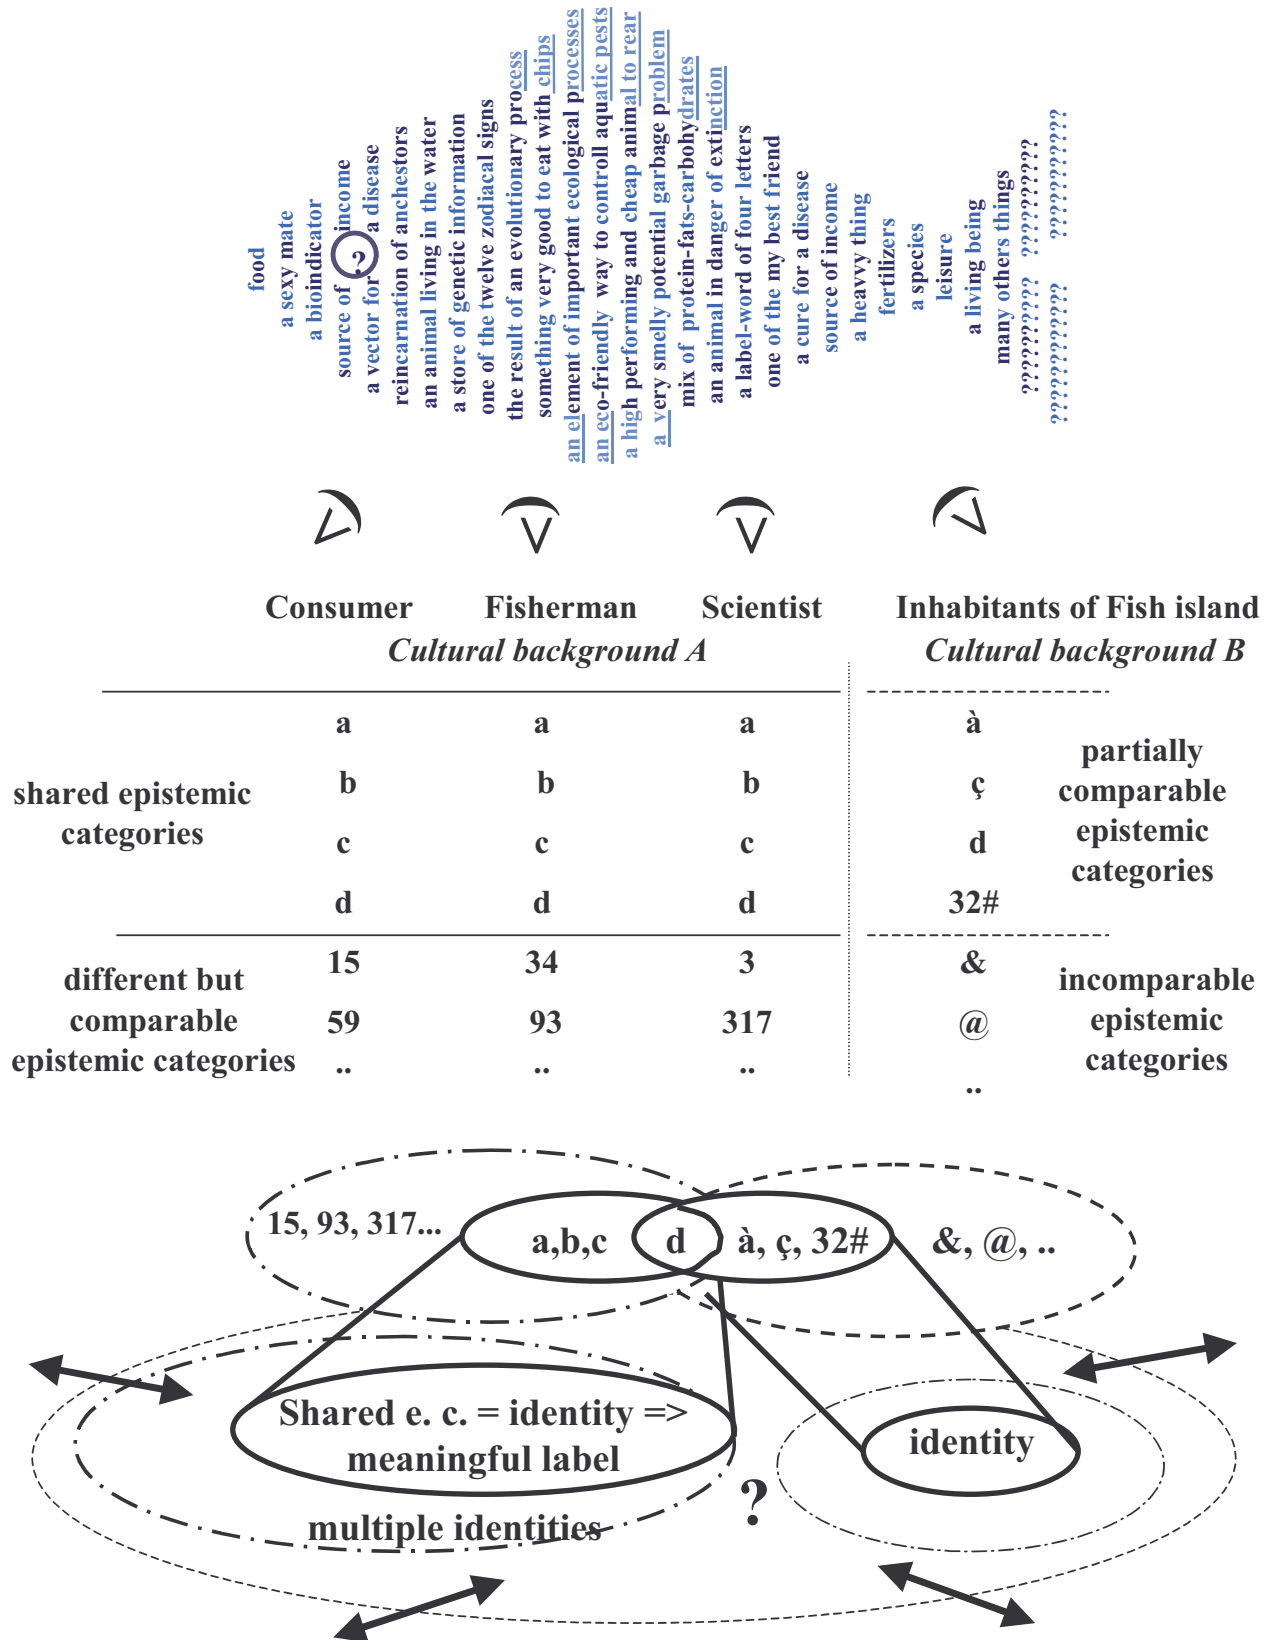 food
a sexy mate
a bioindicator
source of ? income
a vector for a disease
reincarnation of anchestors
an animal living in the water
a store of genetic information
one of the twelve zodiacal signs
the result of an evolutionary process
something very good to eat with chips
an element of important ecological processes
an eco-friendly way to controll aquatic pests
a high performing and cheap animal to rear
a very smelly potential garbage problem
mix of protein-fats-carbohydrates
an animal in danger of extinction
a label-word of four letters
one of the my best friend
a cure for a disease
source of income
a heavvy thing
fertilizers
a species
leisure
a living being
many others things
?????????? ??????????
???????????? ???????????
Consumer Fisherman Scientist Inhabitants of Fish island
Cultural background A Cultural background B
shared epistemic
categories
a a a à
b b b ç
c c c d
d d d 32#
partially
comparable
epistemic
categories
different but
comparable
epistemic categories
15 34 3 &
59 93 317 @
.. .. .. ..
incomparable
epistemic
categories
15, 93, 317... a,b,c d à, ç, 32# &, @, ..
Shared e. c. = identity =>
meaningful label
identity
?
multiple identities